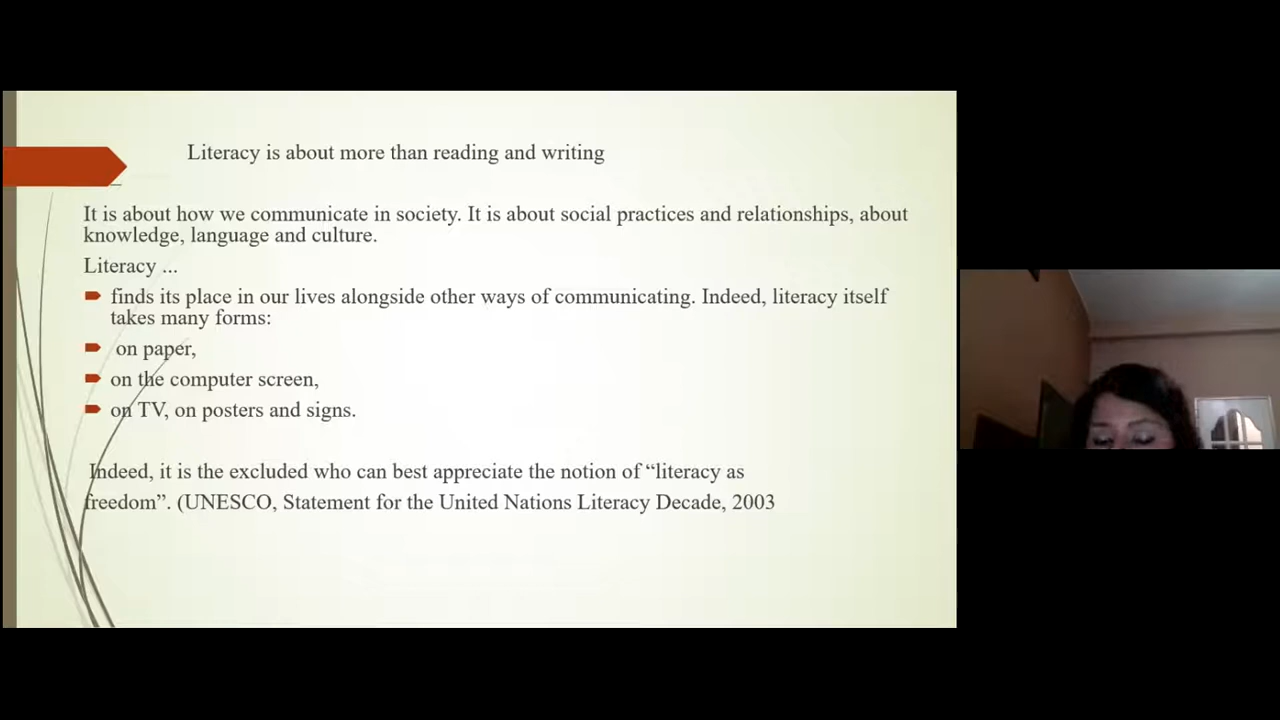 Literacy is about more than reading and writing
It is about how we communicate in society. It is about social practices and relationships, about
knowledge, language and culture.
Literacy ...
finds its place in our lives alongside other ways of communicating. Indeed, literacy itself
takes many forms:
on paper,
on the computer screen,
on TV, on posters and signs.
Indeed, it is the excluded who can best appreciate the notion of “literacy as
freedom”. (UNESCO, Statement for the United Nations Literacy Decade, 2003